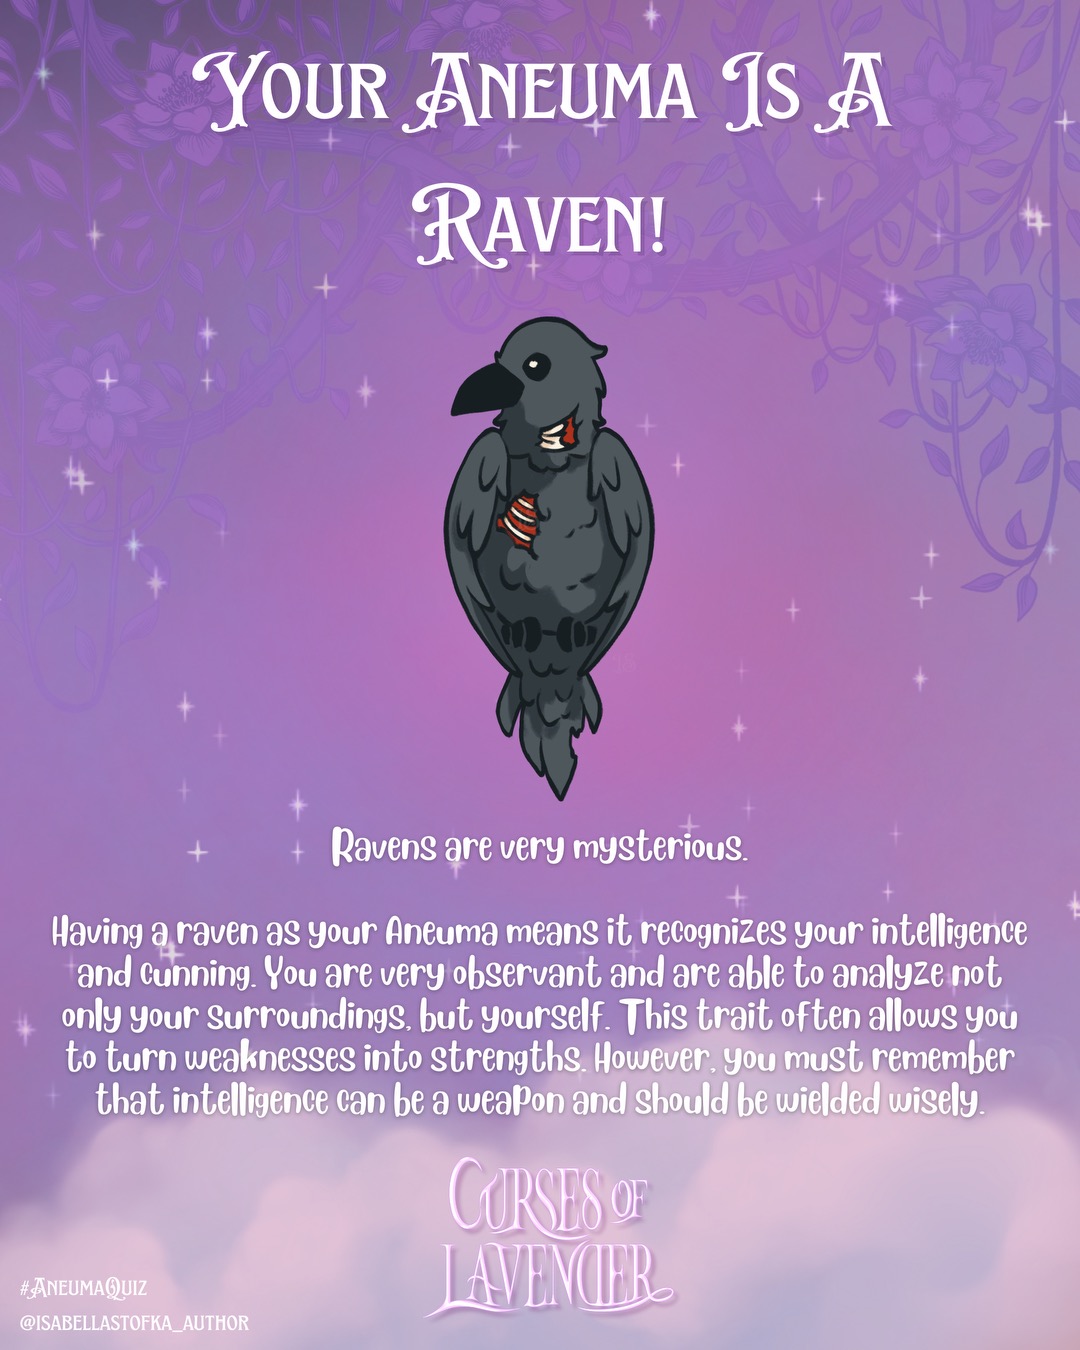 Your Aneuma Is A
Raven!
Ravens are very mysterious.
Having a raven as your Aneuma means it recognizes your intelligence
and cunning. You are very observant and are able to analyze not
only your surroundings, but yourself. This trait often allows you
to turn weaknesses into strengths. However, you must remember
that intelligence can be a weapon and should be wielded wisely.
Curses of
Lavender
#AneumaQuiz
@isabellastofka_author